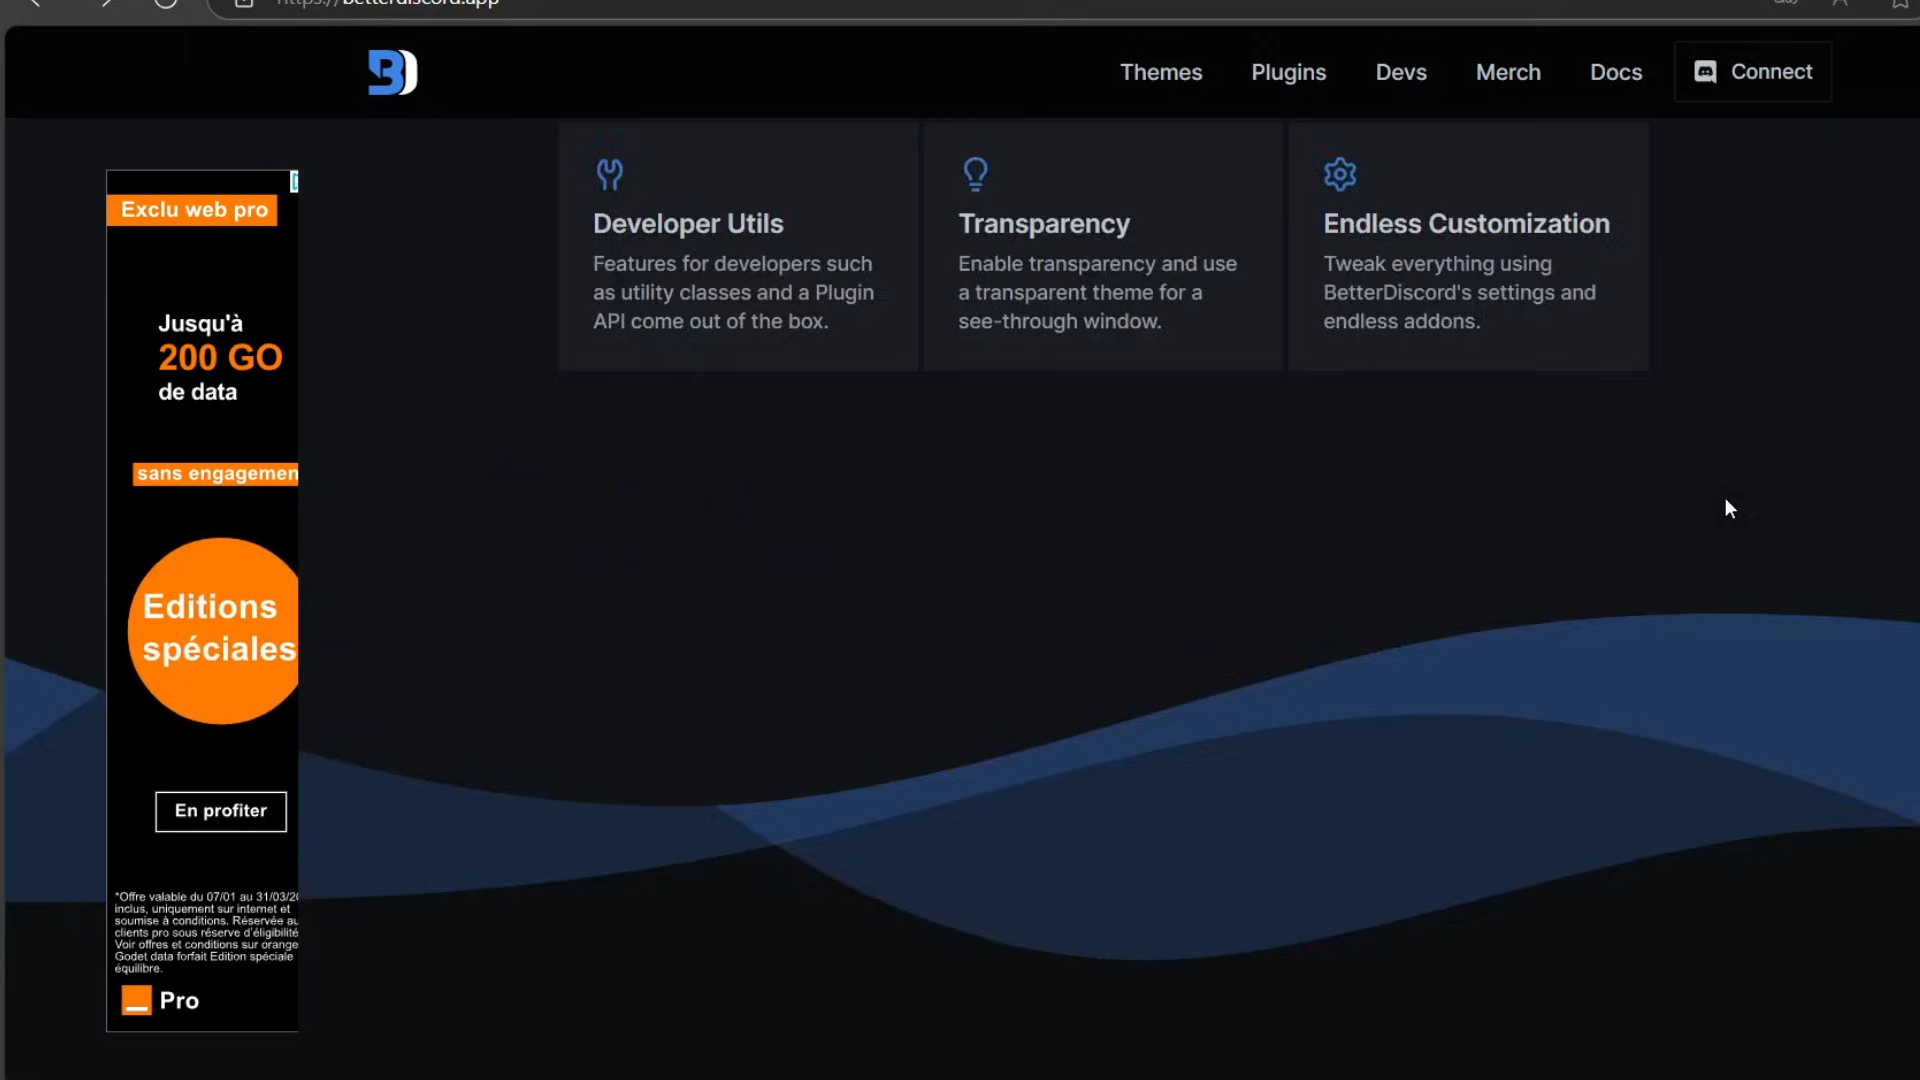 https://betterdiscord.app
Themes
Plugins
Devs
Merch
Docs
Connect
Developer Utils
Features for developers such
as utility classes and a Plugin
API come out of the box.
Transparency
Enable transparency and use
a transparent theme for a
see-through window.
Endless Customization
Tweak everything using
BetterDiscord's settings and
endless addons.
Exclu web pro
Jusqu'à
200 GO
de data
sans engagemen
Editions
spéciales
En profiter
*Offre valable du 07/01 au 31/03/20
inclus, uniquement sur internet et
soumise à conditions. Réservée au
clients pro sous réserve d'éligibilité
Voir offres et conditions sur orange
Godet data forfait Edition spéciale
équilibre.
Pro